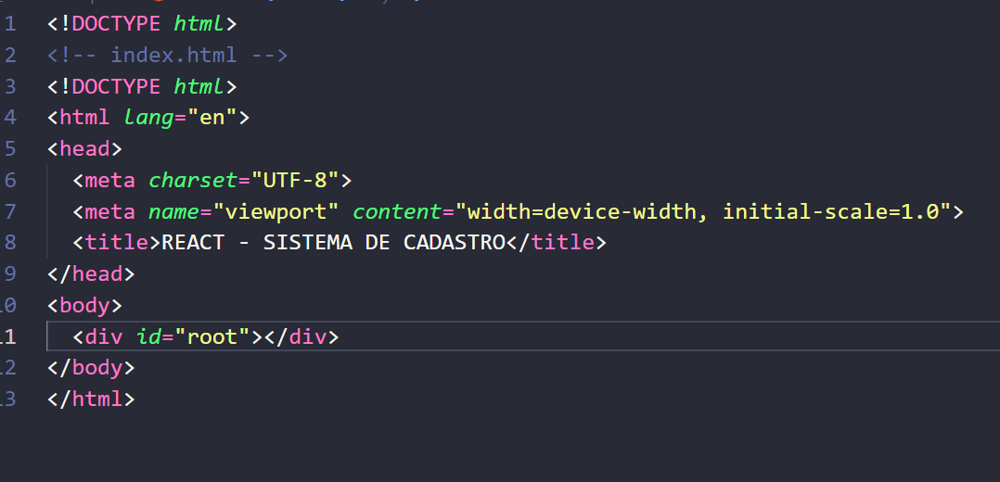 1 <!DOCTYPE html>
2 <!-- index.html -->
3 <!DOCTYPE html>
4 <html lang="en">
5 <head>
6 <meta charset="UTF-8">
7 <meta name="viewport" content="width=device-width, initial-scale=1.0">
8 <title>REACT - SISTEMA DE CADASTRO</title>
9 </head>
10 <body>
11 <div id="root"></div>
12 </body>
13 </html>